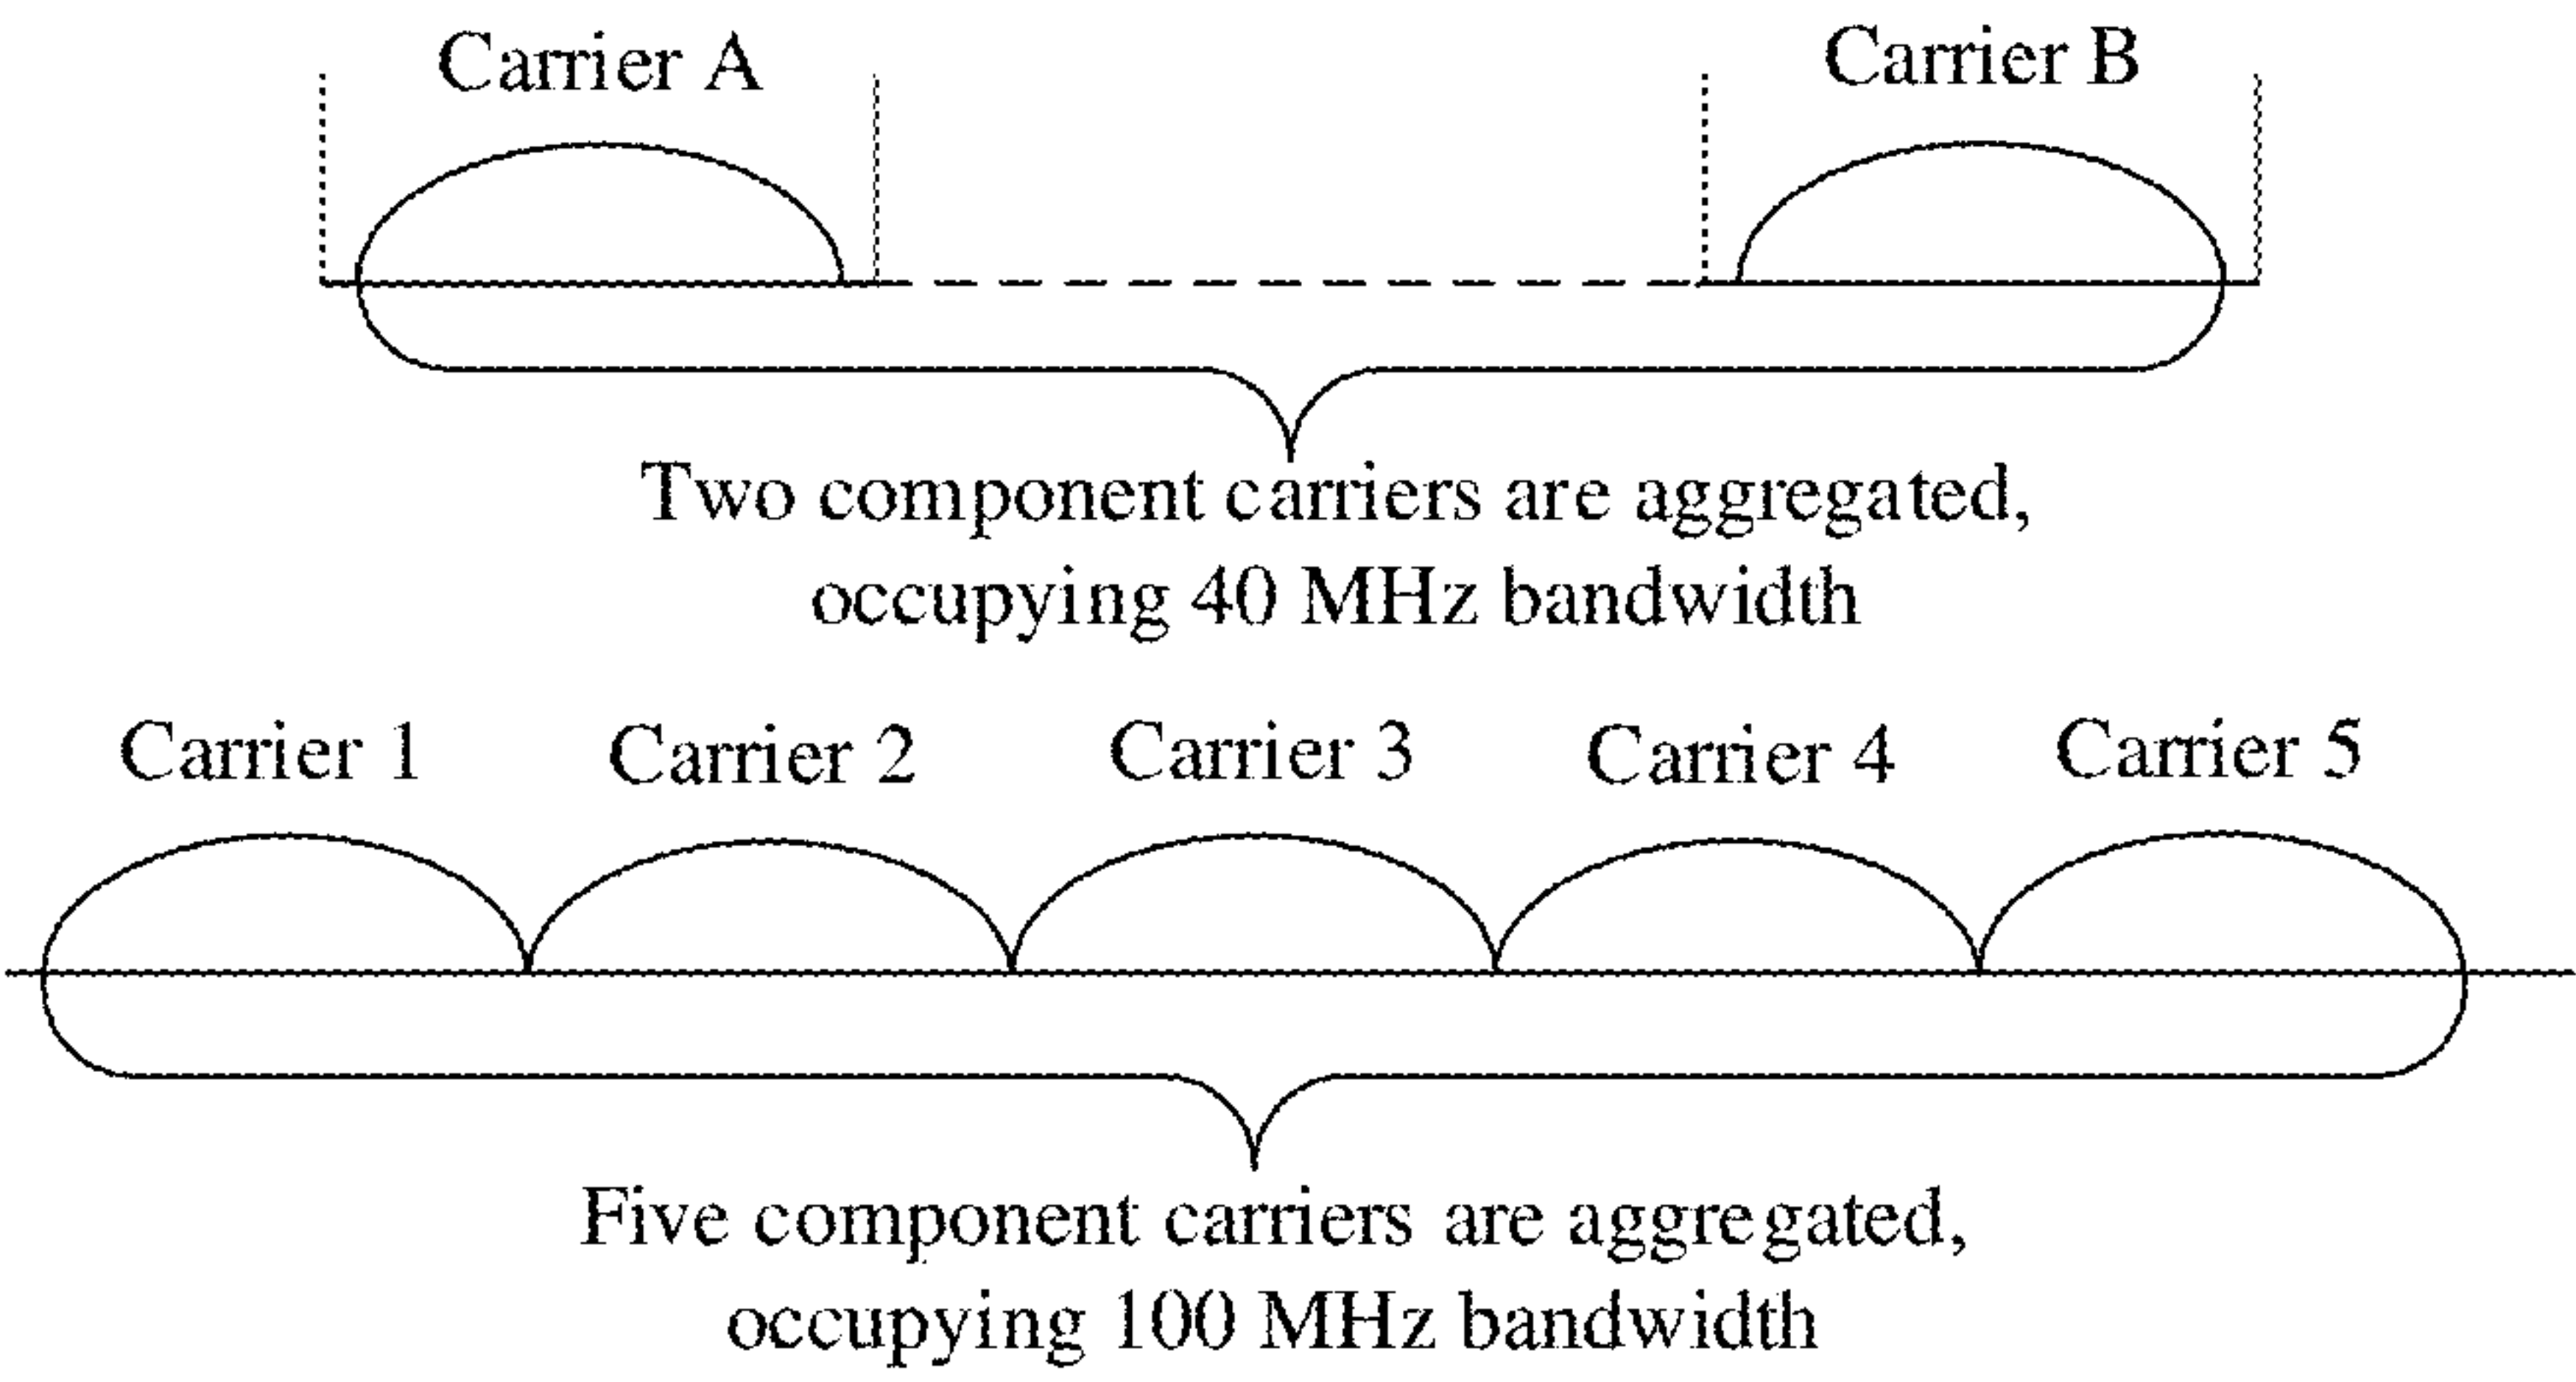 Carrier A
Carrier B
Two component carriers are aggregated,
occupying 40 MHz bandwidth
Carrier 1
Carrier 2
Carrier 3
Carrier 4
Carrier 5
Five component carriers are aggregated,
occupying 100 MHz bandwidth